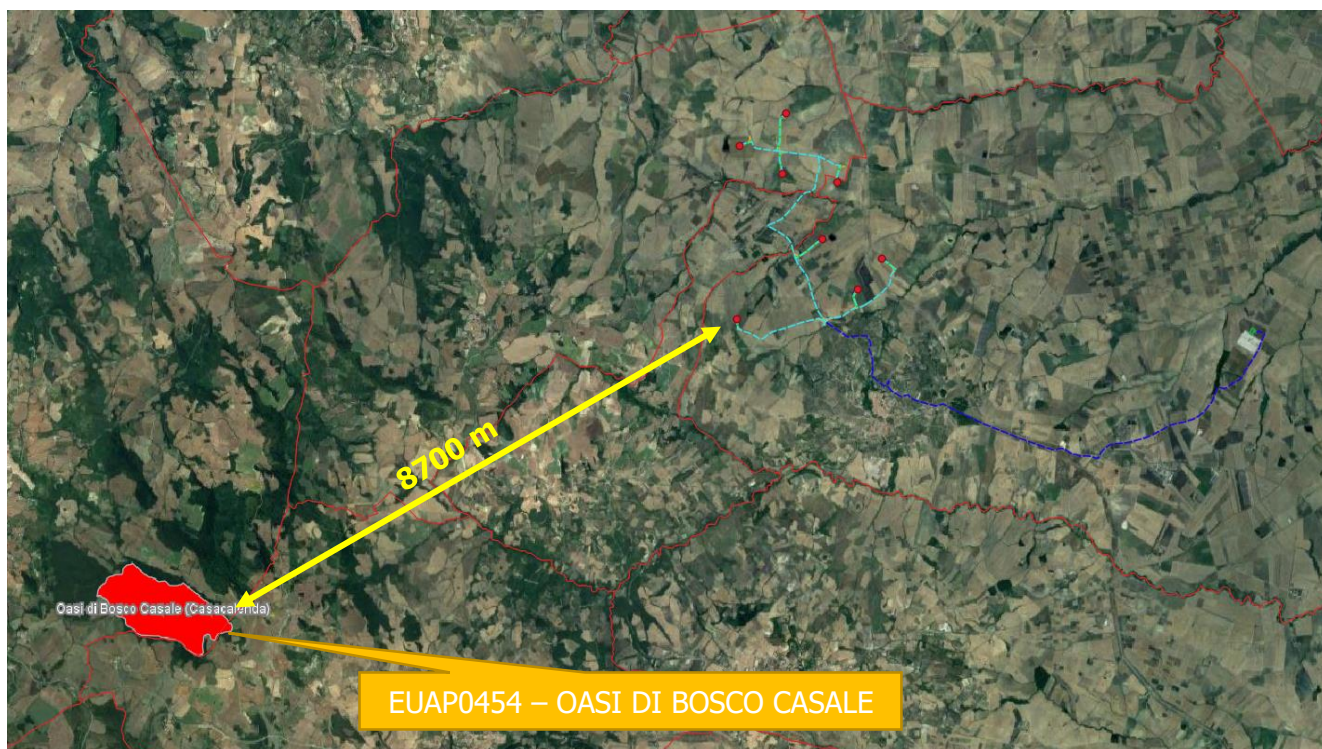 8700 m
Oasi di Bosco Casale (Casacalenda)
EUAP0454 – OASI DI BOSCO CASALE